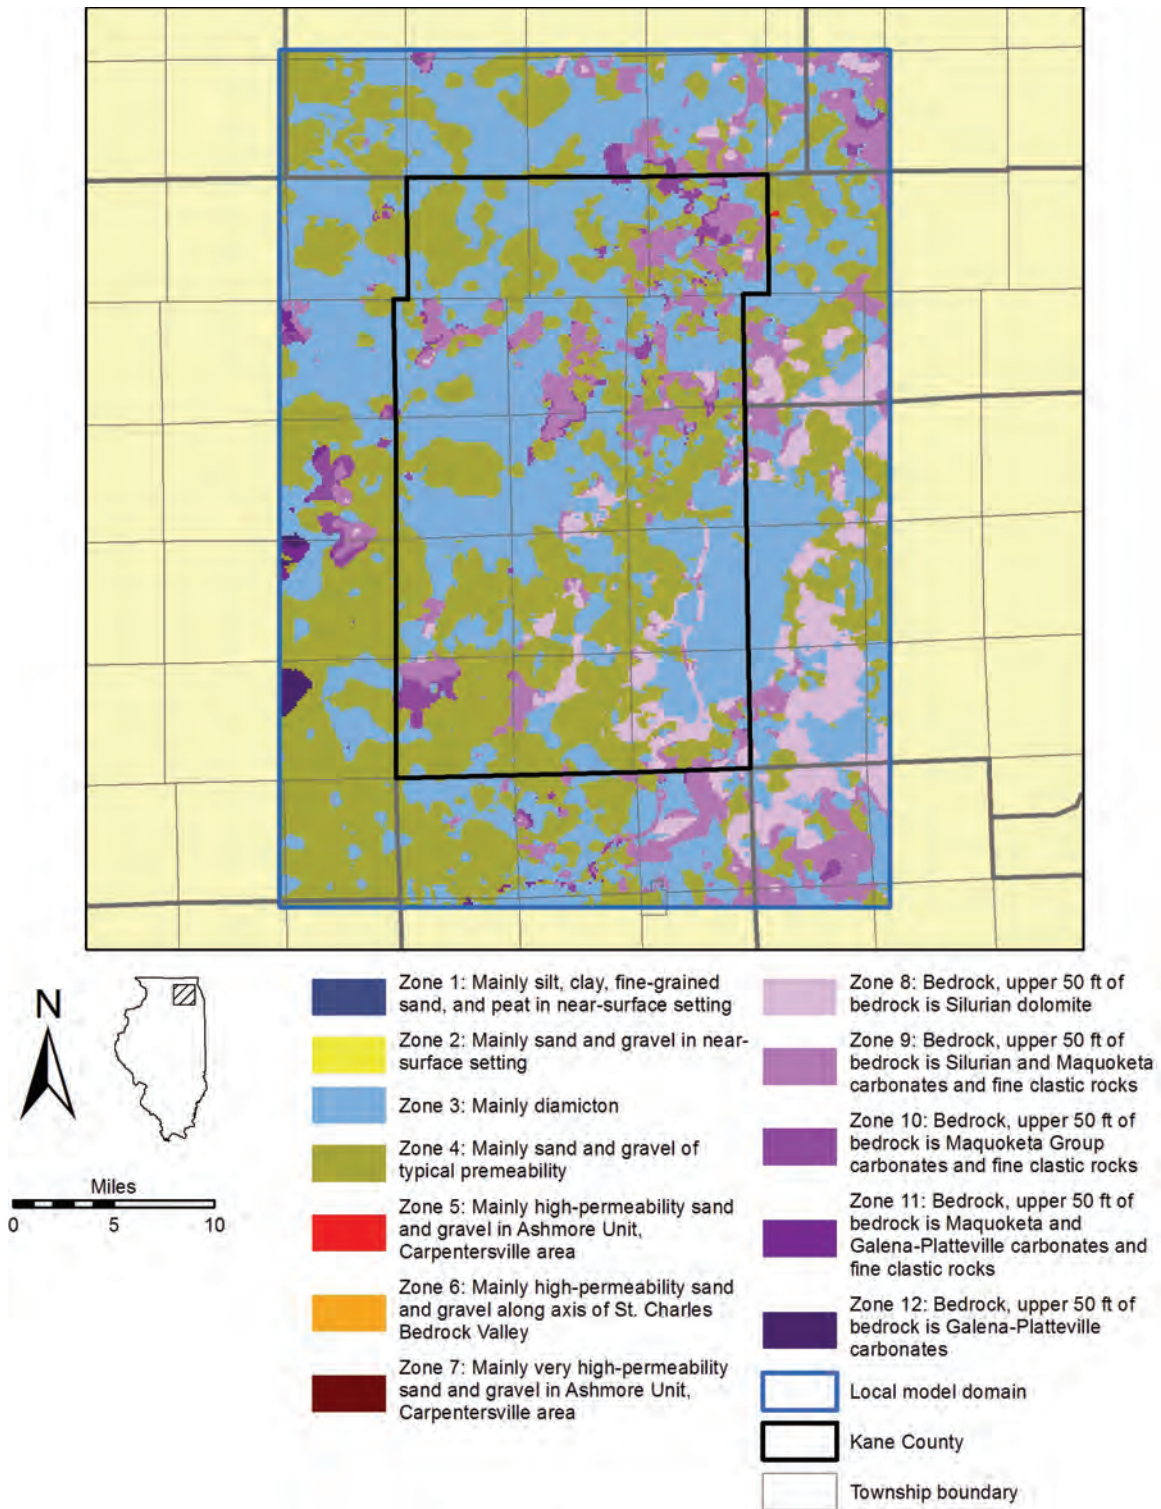 N
Miles
0 5 10
Zone 1: Mainly silt, clay, fine-grained
sand, and peat in near-surface setting
Zone 2: Mainly sand and gravel in near-
surface setting
Zone 3: Mainly diamicton
Zone 4: Mainly sand and gravel of
typical premeability
Zone 5: Mainly high-permeability sand
and gravel in Ashmore Unit,
Carpentersville area
Zone 6: Mainly high-permeability sand
and gravel along axis of St. Charles
Bedrock Valley
Zone 7: Mainly very high-permeability
sand and gravel in Ashmore Unit,
Carpentersville area
Zone 8: Bedrock, upper 50 ft of
bedrock is Silurian dolomite
Zone 9: Bedrock, upper 50 ft of
bedrock is Silurian and Maquoketa
carbonates and fine clastic rocks
Zone 10: Bedrock, upper 50 ft of
bedrock is Maquoketa Group
carbonates and fine clastic rocks
Zone 11: Bedrock, upper 50 ft of
bedrock is Maquoketa and
Galena-Platteville carbonates and
fine clastic rocks
Zone 12: Bedrock, upper 50 ft of
bedrock is Galena-Platteville
carbonates
Local model domain
Kane County
Township boundary